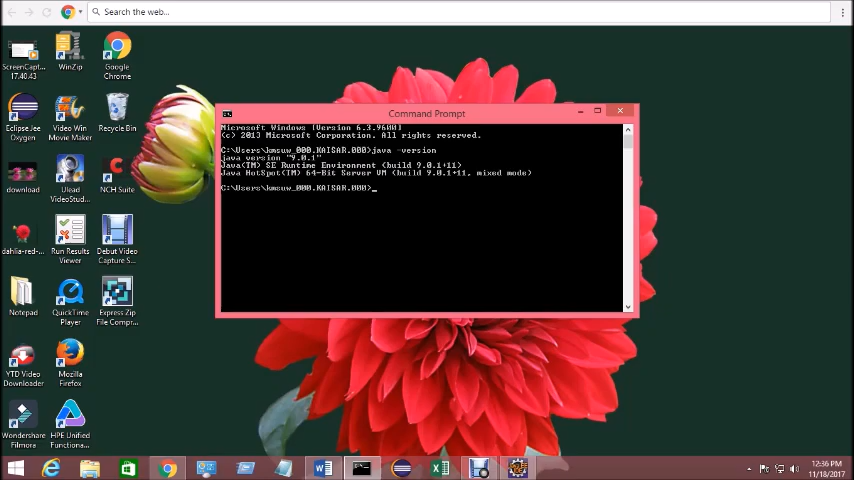 Search the web...
ScreenCapt...
17.40.43
WinZip
Google
Chrome
Eclipse Jee
Oxygen
Video Win
Movie Maker
Recycle Bin
download
Ulead
VideoStud...
NCH Suite
dahlia-red-...
Run Results
Viewer
Debut Video
Capture S...
Notepad
QuickTime
Player
Express Zip
File Compr...
YTD Video
Downloader
Mozilla
Firefox
Wondershare
Filmora
HPE Unified
Functiona...
Command Prompt
Microsoft Windows [Version 6.3.9600]
(c) 2013 Microsoft Corporation. All rights reserved.
C:\Users\kmsuw_000.KAISAR.000>java -version
java version "9.0.1"
Java(TM) SE Runtime Environment (build 9.0.1+11)
Java HotSpot(TM) 64-Bit Server VM (build 9.0.1+11, mixed mode)
C:\Users\kmsuw_000.KAISAR.000>_
12:36 PM
11/18/2017